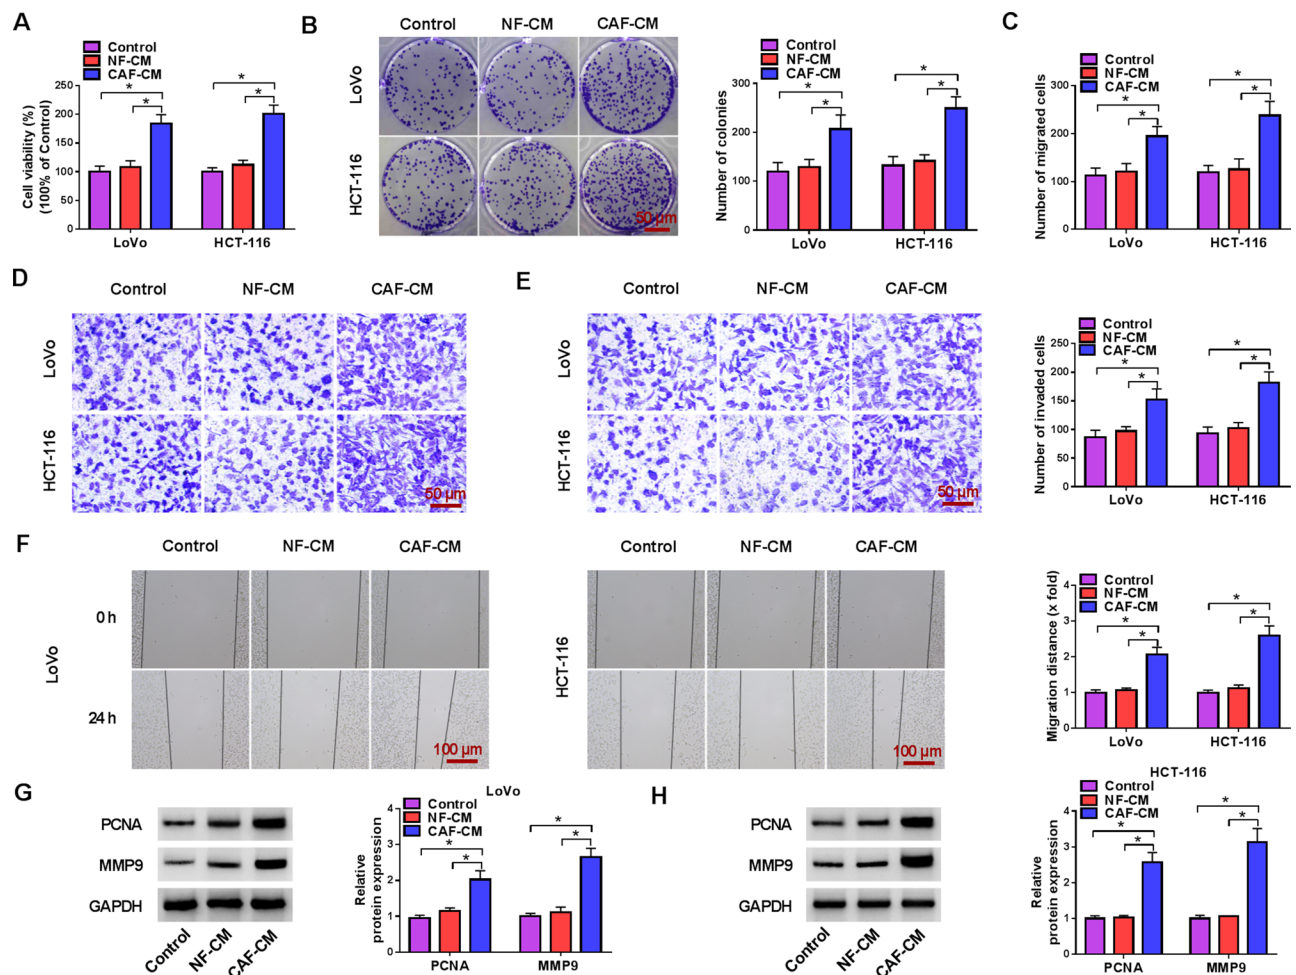 A
Control
NF-CM
CAF-CM
Cell viability (%)
(100% of Control)
250
200
150
100
50
0
*
*
*
*
LoVo
HCT-116
B
Control
NF-CM
CAF-CM
LoVo
HCT-116
50 µm
Control
NF-CM
CAF-CM
Number of colonies
300
200
100
0
*
*
*
*
LoVo
HCT-116
C
Control
NF-CM
CAF-CM
Number of migrated cells
300
200
100
300
*
*
*
*
LoVo
HCT-116
D
Control
NF-CM
CAF-CM
LoVo
HCT-116
50 µm
E
Control
NF-CM
CAF-CM
LoVo
HCT-116
50 µm
Control
NF-CM
CAF-CM
Number of invaded cells
250
200
150
100
50
0
*
*
*
*
LoVo
HCT-116
F
Control
NF-CM
CAF-CM
LoVo
0 h
24 h
100 µm
Control
NF-CM
CAF-CM
HCT-116
100 µm
Control
NF-CM
CAF-CM
Migration distance (x fold)
4
3
2
1
0
*
*
*
*
LoVo
HCT-116
G
PCNA
MMP9
GAPDH
Control
NF-CM
CAF-CM
LoVo
Control
NF-CM
CAF-CM
Relative
protein expression
4
3
2
1
0
*
*
*
*
PCNA
MMP9
H
PCNA
MMP9
GAPDH
Control
NF-CM
CAF-CM
HCT-116
Control
NF-CM
CAF-CM
Relative
protein expression
4
3
2
1
0
*
*
*
*
PCNA
MMP9